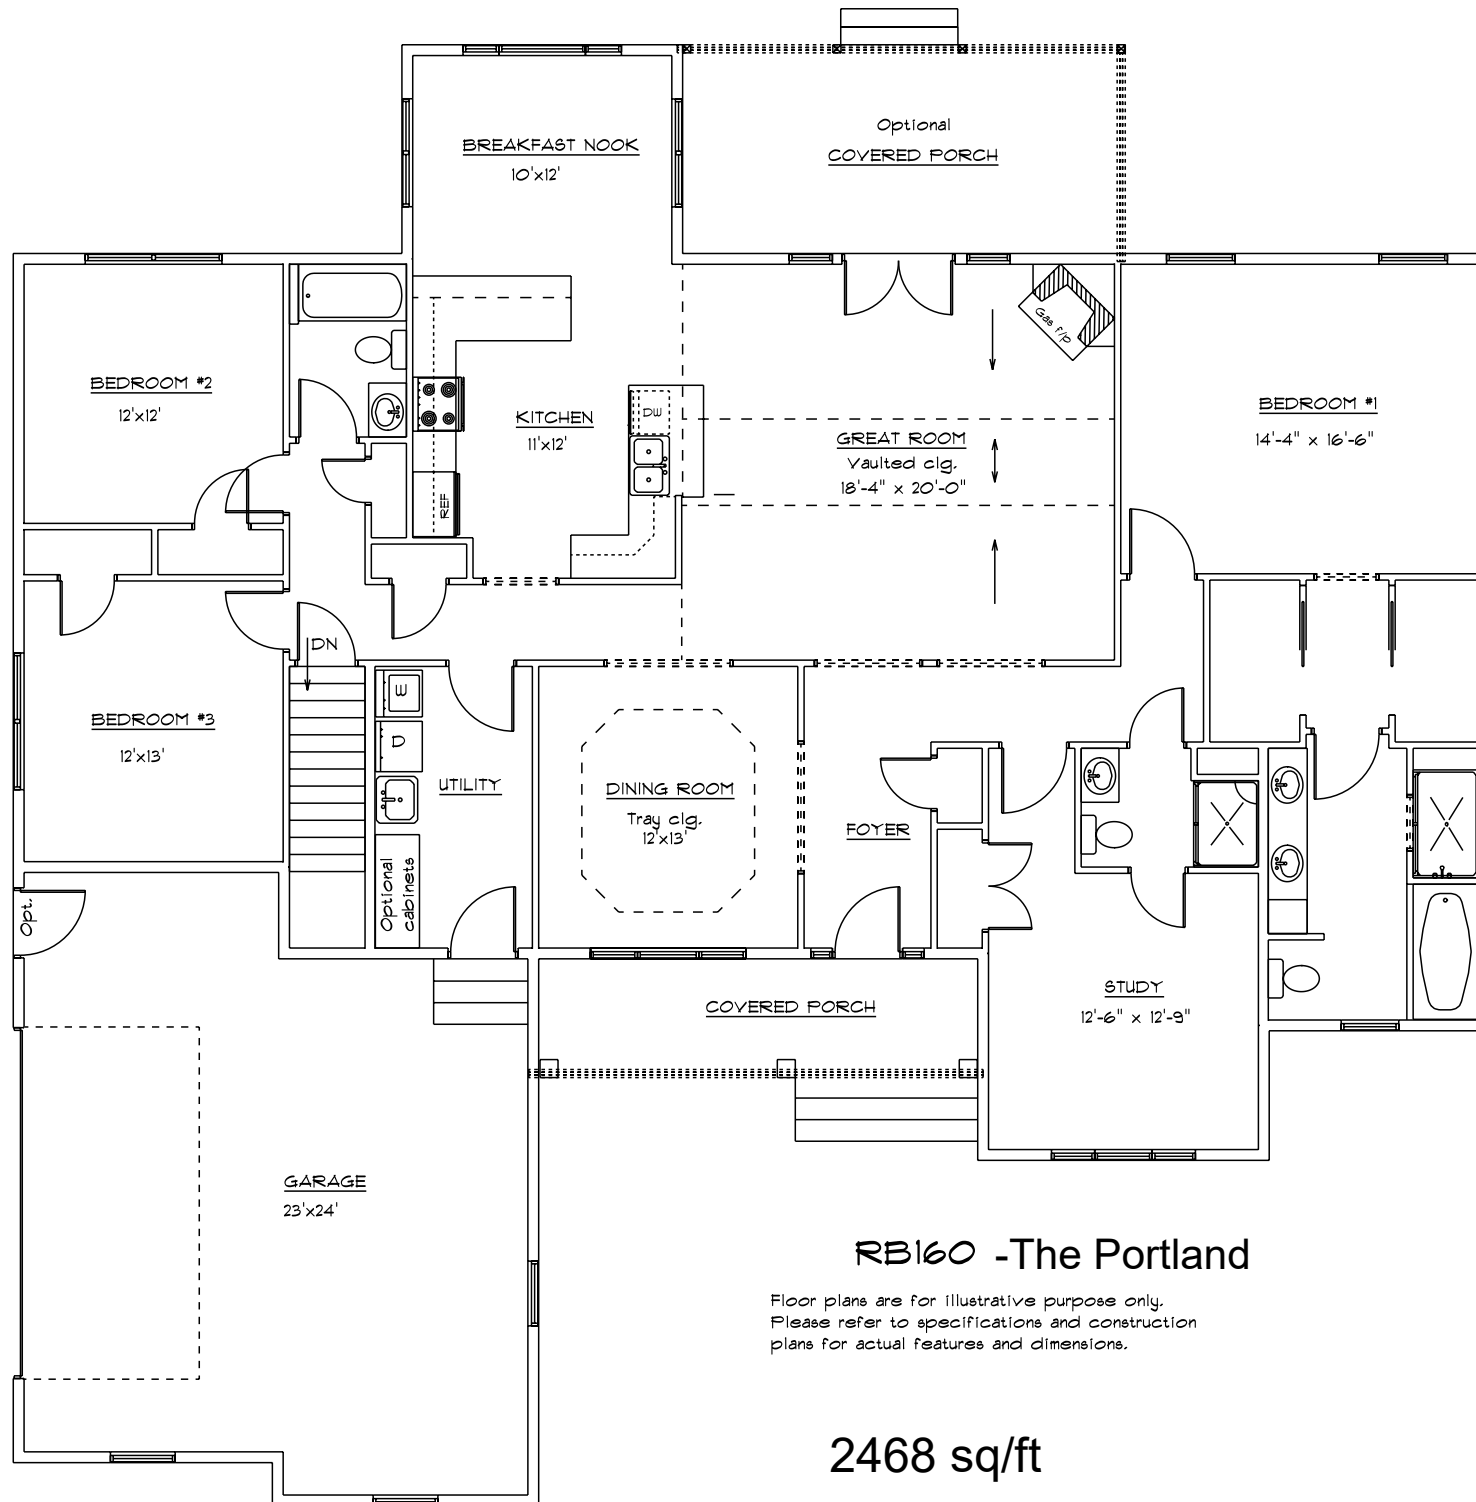 Optional
COVERED PORCH
BREAKFAST NOOK
10'x12'
Gas f/p
BEDROOM #2
12'x12'
KITCHEN
11'x12'
DW
REF
GREAT ROOM
Vaulted clg.
18'-4" x 20'-0"
BEDROOM #1
14'-4" x 16'-6"
DN
BEDROOM #3
12'x13'
W
D
UTILITY
Optional
cabinets
DINING ROOM
Tray clg.
12'x13'
FOYER
Opt.
COVERED PORCH
STUDY
12'-6" x 12'-9"
GARAGE
23'x24'
RB160 -The Portland
Floor plans are for illustrative purpose only.
Please refer to specifications and construction
plans for actual features and dimensions.
2468 sq/ft